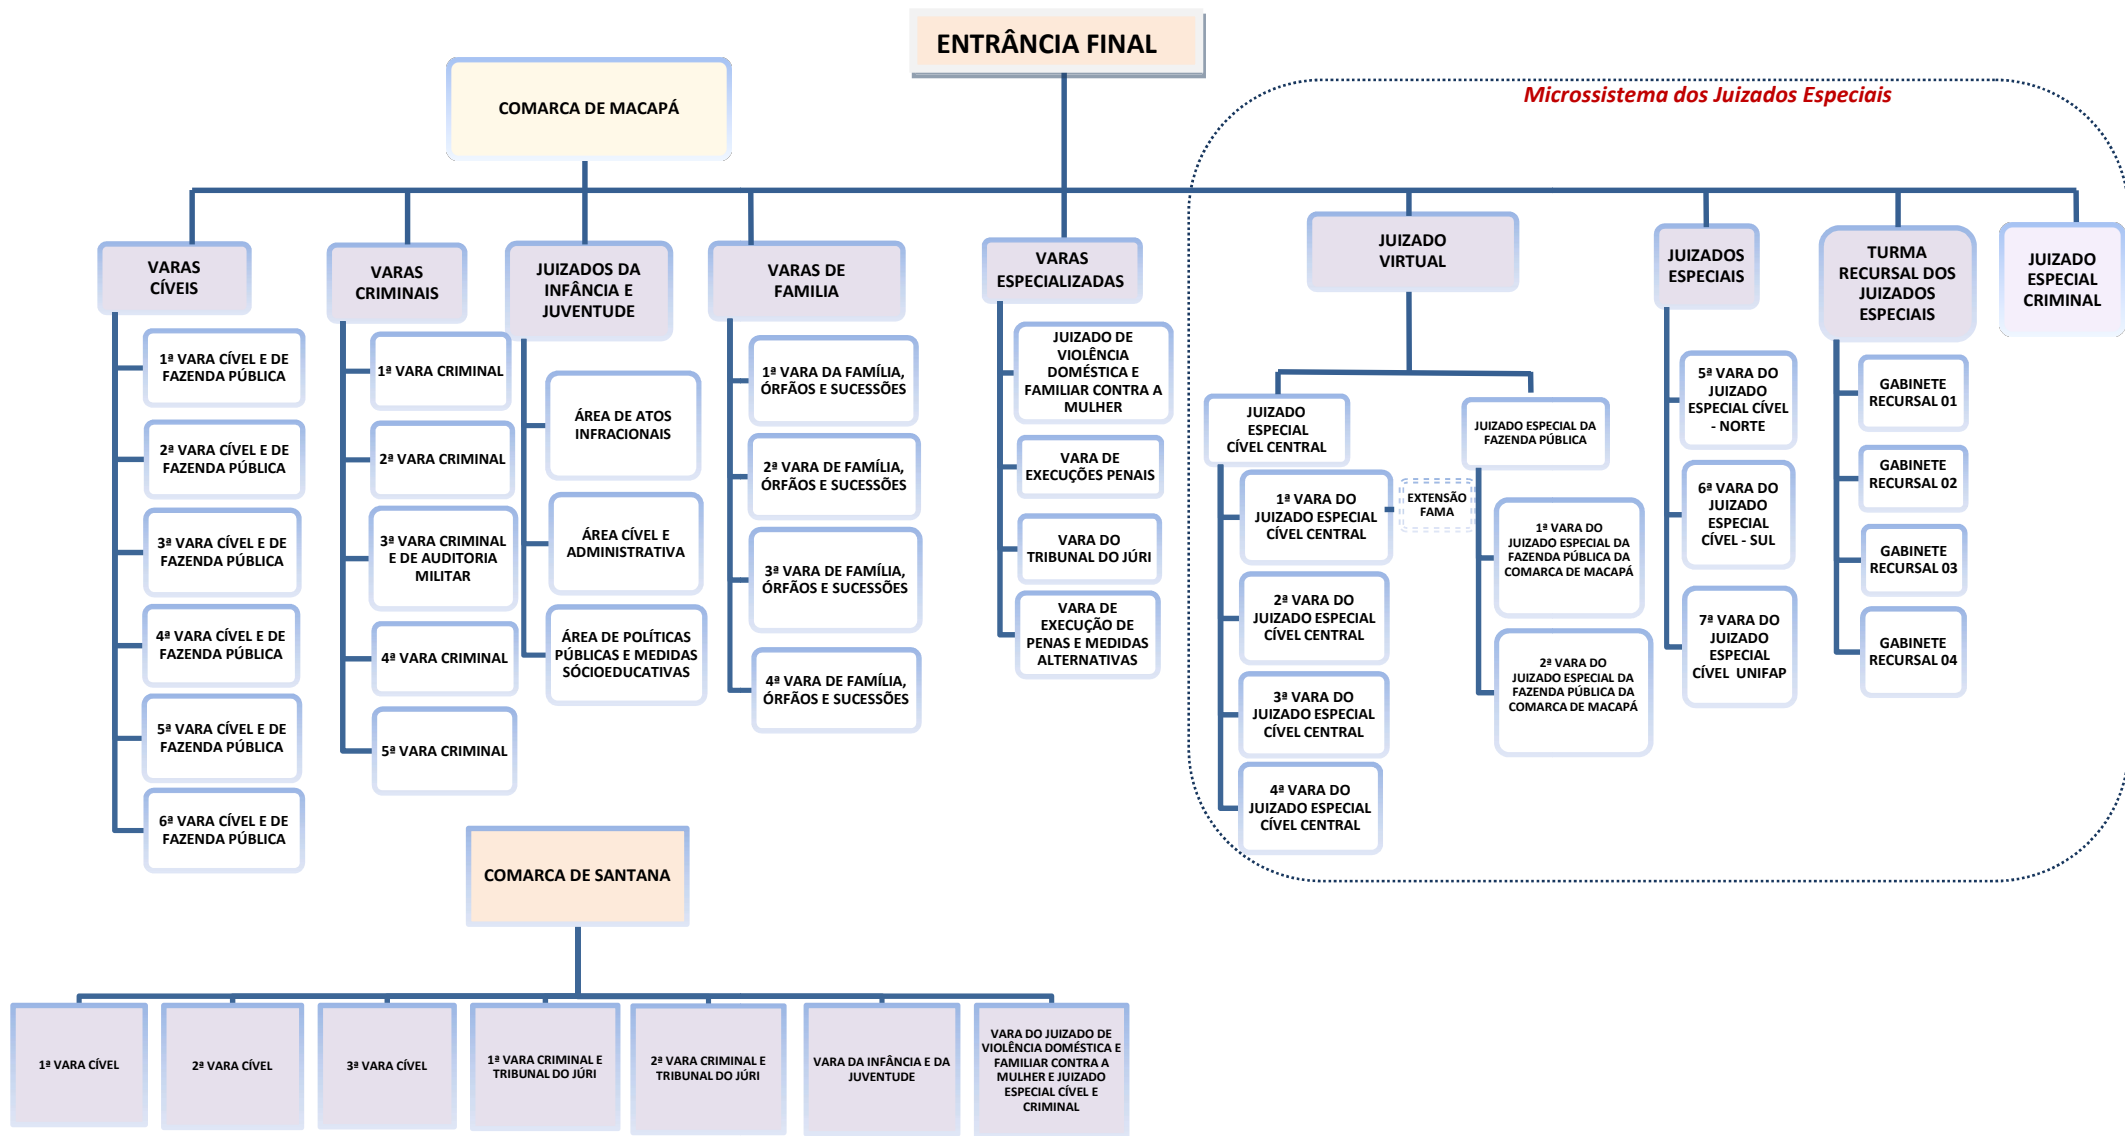 ENTRÂNCIA FINAL
COMARCA DE MACAPÁ
Microssistema dos Juizados Especiais
VARAS
CÍVEIS
1ª VARA CÍVEL E DE
FAZENDA PÚBLICA
2ª VARA CÍVEL E DE
FAZENDA PÚBLICA
3ª VARA CÍVEL E DE
FAZENDA PÚBLICA
4ª VARA CÍVEL E DE
FAZENDA PÚBLICA
5ª VARA CÍVEL E DE
FAZENDA PÚBLICA
6ª VARA CÍVEL E DE
FAZENDA PÚBLICA
VARAS
CRIMINAIS
1ª VARA CRIMINAL
2ª VARA CRIMINAL
3ª VARA CRIMINAL
E DE AUDITORIA
MILITAR
4ª VARA CRIMINAL
5ª VARA CRIMINAL
JUIZADOS DA
INFÂNCIA E
JUVENTUDE
ÁREA DE ATOS
INFRACIONAIS
ÁREA CÍVEL E
ADMINISTRATIVA
ÁREA DE POLÍTICAS
PÚBLICAS E MEDIDAS
SÓCIOEDUCATIVAS
VARAS DE
FAMILIA
1ª VARA DA FAMÍLIA,
ÓRFÃOS E SUCESSÕES
2ª VARA DE FAMÍLIA,
ÓRFÃOS E SUCESSÕES
3ª VARA DE FAMÍLIA,
ÓRFÃOS E SUCESSÕES
4ª VARA DE FAMÍLIA,
ÓRFÃOS E SUCESSÕES
VARAS
ESPECIALIZADAS
JUIZADO DE
VIOLÊNCIA
DOMÉSTICA E
FAMILIAR CONTRA A
MULHER
VARA DE
EXECUÇÕES PENAIS
VARA DO
TRIBUNAL DO JÚRI
VARA DE
EXECUÇÃO DE
PENAS E MEDIDAS
ALTERNATIVAS
JUIZADO
VIRTUAL
JUIZADO
ESPECIAL
CÍVEL CENTRAL
1ª VARA DO
JUIZADO ESPECIAL
CÍVEL CENTRAL
EXTENSÃO
FAMA
2ª VARA DO
JUIZADO ESPECIAL
CÍVEL CENTRAL
3ª VARA DO
JUIZADO ESPECIAL
CÍVEL CENTRAL
4ª VARA DO
JUIZADO ESPECIAL
CÍVEL CENTRAL
JUIZADO ESPECIAL DA
FAZENDA PÚBLICA
1ª VARA DO
JUIZADO ESPECIAL DA
FAZENDA PÚBLICA DA
COMARCA DE MACAPÁ
2ª VARA DO
JUIZADO ESPECIAL DA
FAZENDA PÚBLICA DA
COMARCA DE MACAPÁ
JUIZADOS
ESPECIAIS
5ª VARA DO
JUIZADO
ESPECIAL CÍVEL
- NORTE
6ª VARA DO
JUIZADO
ESPECIAL
CÍVEL - SUL
7ª VARA DO
JUIZADO
ESPECIAL
CÍVEL UNIFAP
TURMA
RECURSAL DOS
JUIZADOS
ESPECIAIS
GABINETE
RECURSAL 01
GABINETE
RECURSAL 02
GABINETE
RECURSAL 03
GABINETE
RECURSAL 04
JUIZADO
ESPECIAL
CRIMINAL
COMARCA DE SANTANA
1ª VARA CÍVEL
2ª VARA CÍVEL
3ª VARA CÍVEL
1ª VARA CRIMINAL E
TRIBUNAL DO JÚRI
2ª VARA CRIMINAL E
TRIBUNAL DO JÚRI
VARA DA INFÂNCIA E DA
JUVENTUDE
VARA DO JUIZADO DE
VIOLÊNCIA DOMÉSTICA E
FAMILIAR CONTRA A
MULHER E JUIZADO
ESPECIAL CÍVEL E
CRIMINAL